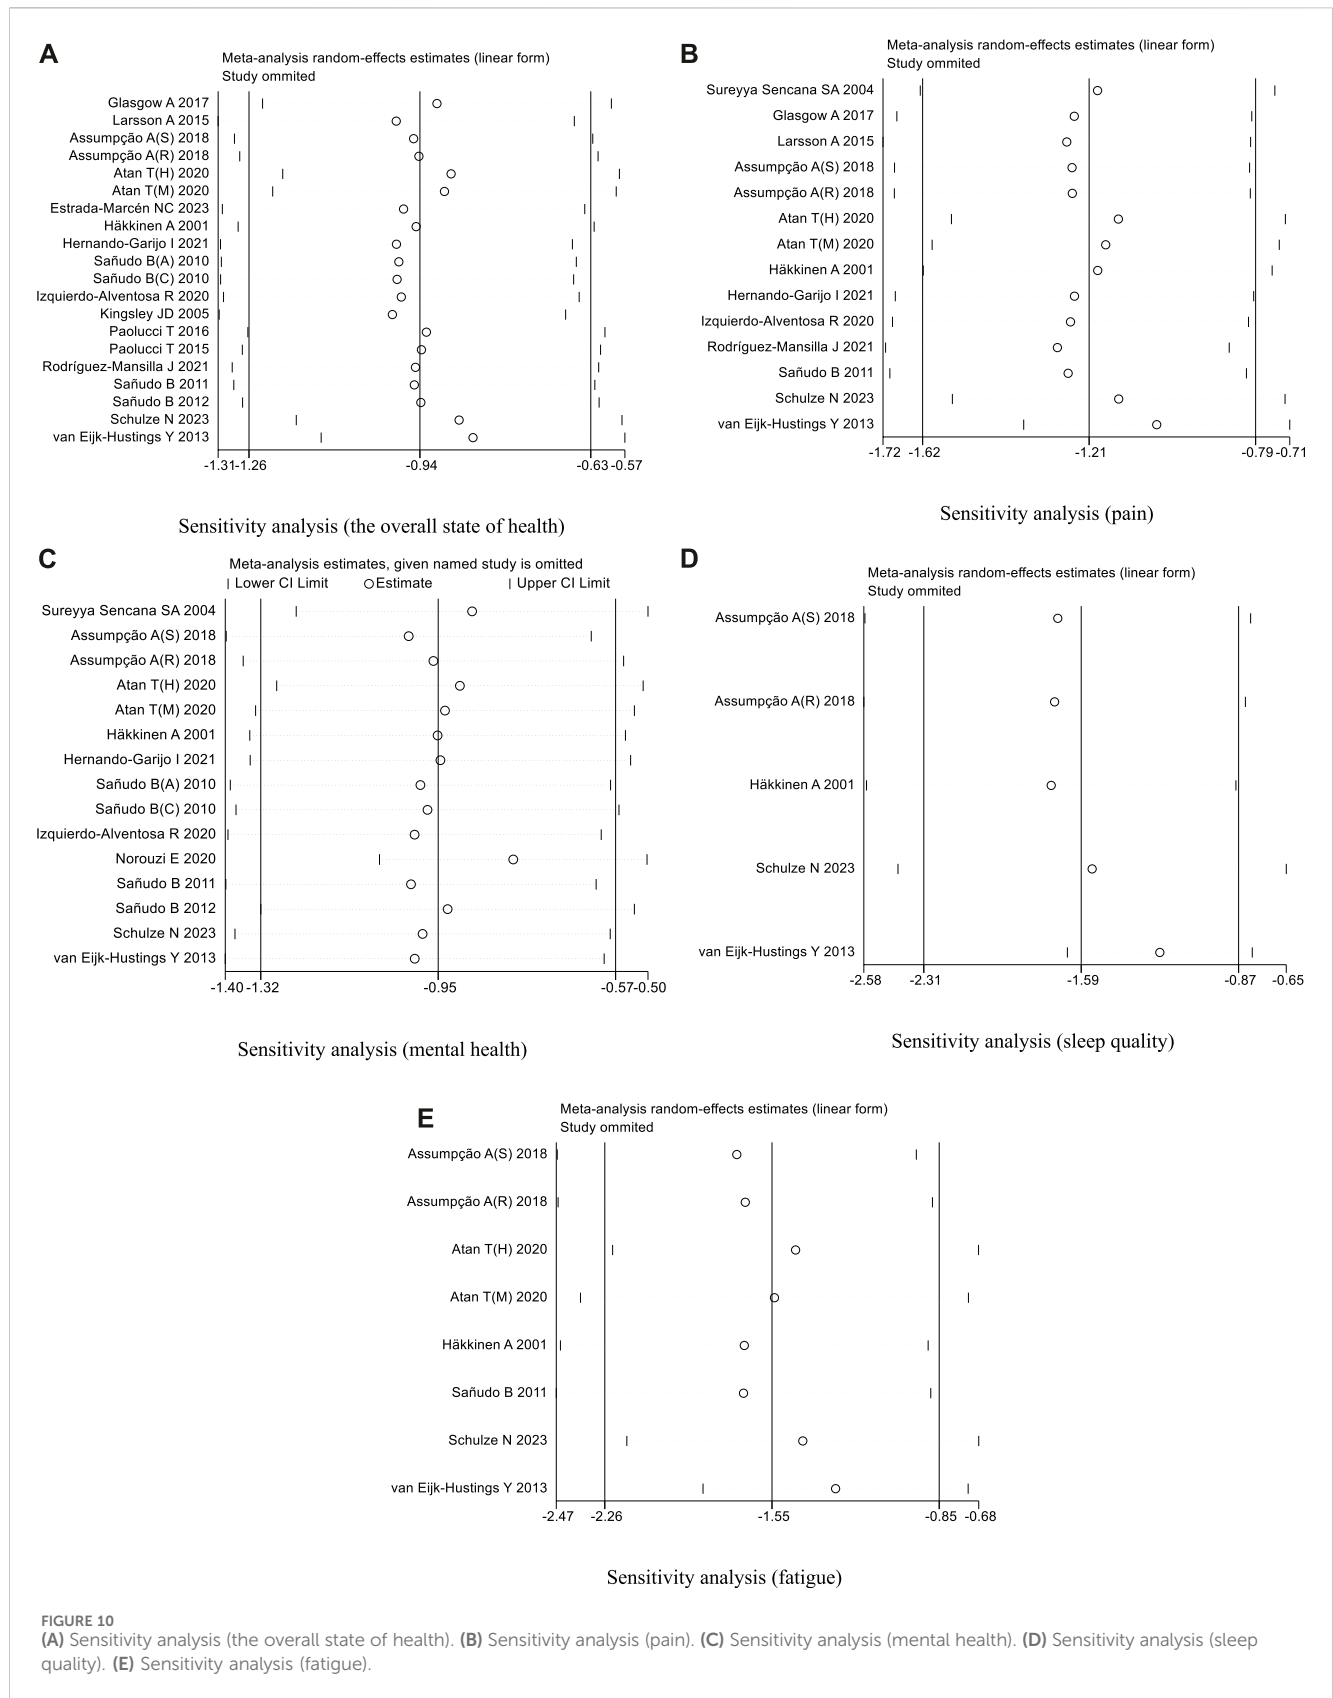 A
Meta-analysis random-effects estimates (linear form)
Study ommited
Glasgow A 2017
Larsson A 2015
Assumpção A(S) 2018
Assumpção A(R) 2018
Atan T(H) 2020
Atan T(M) 2020
Estrada-Marcén NC 2023
Häkkinen A 2001
Hernando-Garijo I 2021
Sañudo B(A) 2010
Sañudo B(C) 2010
Izquierdo-Alventosa R 2020
Kingsley JD 2005
Paolucci T 2016
Paolucci T 2015
Rodríguez-Mansilla J 2021
Sañudo B 2011
Sañudo B 2012
Schulze N 2023
van Eijk-Hustings Y 2013
-1.31 -1.26 -0.94 -0.63 -0.57
Sensitivity analysis (the overall state of health)
B
Meta-analysis random-effects estimates (linear form)
Study ommited
Sureyya Sencana SA 2004
Glasgow A 2017
Larsson A 2015
Assumpção A(S) 2018
Assumpção A(R) 2018
Atan T(H) 2020
Atan T(M) 2020
Häkkinen A 2001
Hernando-Garijo I 2021
Izquierdo-Alventosa R 2020
Rodríguez-Mansilla J 2021
Sañudo B 2011
Schulze N 2023
van Eijk-Hustings Y 2013
-1.72 -1.62 -1.21 -0.79 -0.71
Sensitivity analysis (pain)
C
Meta-analysis estimates, given named study is omitted
Lower CI Limit Estimate Upper CI Limit
Sureyya Sencana SA 2004
Assumpção A(S) 2018
Assumpção A(R) 2018
Atan T(H) 2020
Atan T(M) 2020
Häkkinen A 2001
Hernando-Garijo I 2021
Sañudo B(A) 2010
Sañudo B(C) 2010
Izquierdo-Alventosa R 2020
Norouzi E 2020
Sañudo B 2011
Sañudo B 2012
Schulze N 2023
van Eijk-Hustings Y 2013
-1.40 -1.32 -0.95 -0.57 -0.50
Sensitivity analysis (mental health)
D
Meta-analysis random-effects estimates (linear form)
Study ommited
Assumpção A(S) 2018
Assumpção A(R) 2018
Häkkinen A 2001
Schulze N 2023
van Eijk-Hustings Y 2013
-2.58 -2.31 -1.59 -0.87 -0.65
Sensitivity analysis (sleep quality)
E
Meta-analysis random-effects estimates (linear form)
Study ommited
Assumpção A(S) 2018
Assumpção A(R) 2018
Atan T(H) 2020
Atan T(M) 2020
Häkkinen A 2001
Sañudo B 2011
Schulze N 2023
van Eijk-Hustings Y 2013
-2.47 -2.26 -1.55 -0.85 -0.68
Sensitivity analysis (fatigue)
FIGURE 10
(A) Sensitivity analysis (the overall state of health). (B) Sensitivity analysis (pain). (C) Sensitivity analysis (mental health). (D) Sensitivity analysis (sleep
quality). (E) Sensitivity analysis (fatigue).